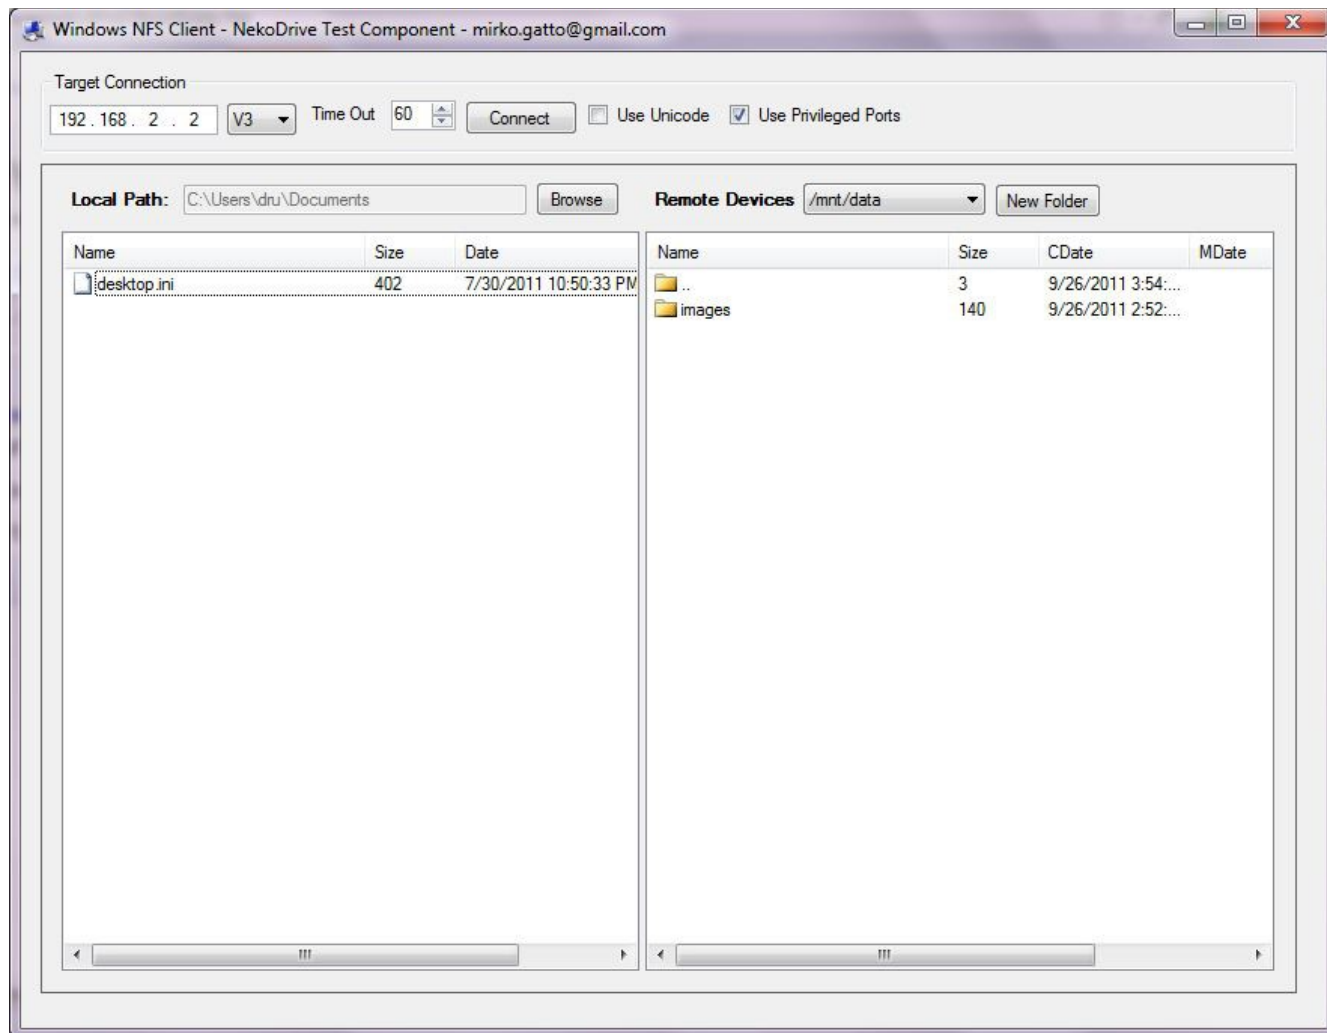 Windows NFS Client - NekoDrive Test Component - mirko.gatto@gmail.com
Target Connection
192 . 168 . 2 . 2 V3 Time Out 60 Connect Use Unicode Use Privileged Ports
Local Path: C:\Users\dru\Documents Browse Remote Devices /mnt/data New Folder
Name Size Date Name Size CDate MDate
desktop.ini 402 7/30/2011 10:50:33 PM .. 3 9/26/2011 3:54:...
images 140 9/26/2011 2:52:...